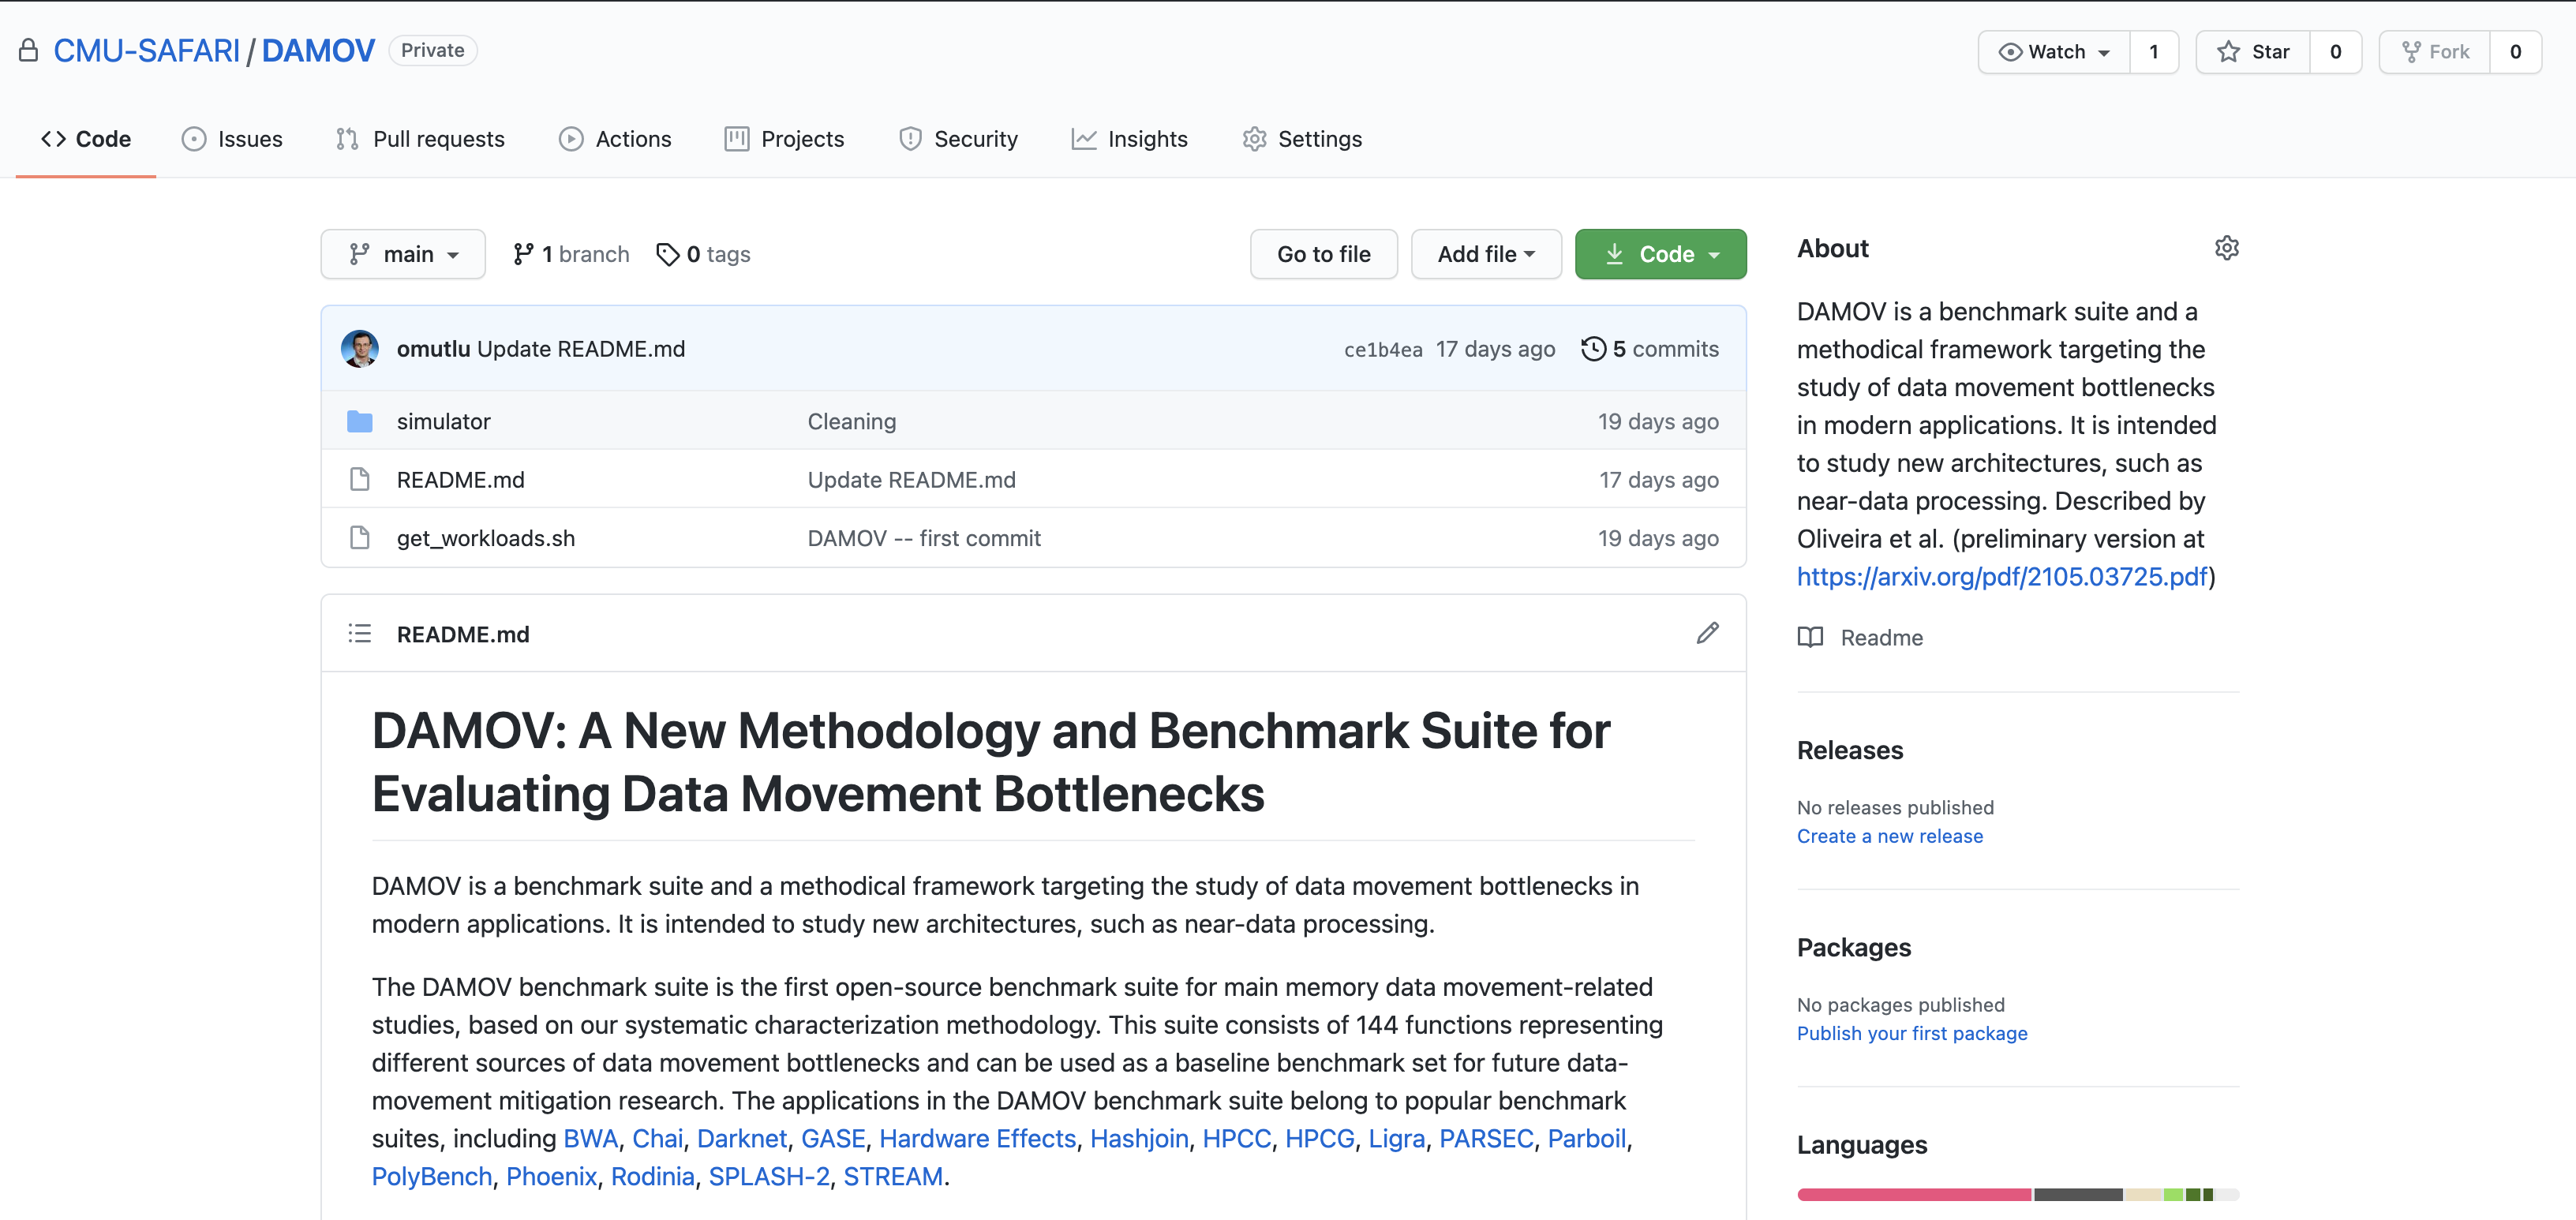 CMU-SAFARI / DAMOV Private
Watch 1 Star 0 Fork 0
Code Issues Pull requests Actions Projects Security Insights Settings
main 1 branch 0 tags Go to file Add file Code
omutlu Update README.md ce1b4ea 17 days ago 5 commits
simulator Cleaning 19 days ago
README.md Update README.md 17 days ago
get_workloads.sh DAMOV -- first commit 19 days ago
README.md
DAMOV: A New Methodology and Benchmark Suite for
Evaluating Data Movement Bottlenecks
DAMOV is a benchmark suite and a methodical framework targeting the study of data movement bottlenecks in
modern applications. It is intended to study new architectures, such as near-data processing.
The DAMOV benchmark suite is the first open-source benchmark suite for main memory data movement-related
studies, based on our systematic characterization methodology. This suite consists of 144 functions representing
different sources of data movement bottlenecks and can be used as a baseline benchmark set for future data-
movement mitigation research. The applications in the DAMOV benchmark suite belong to popular benchmark
suites, including BWA, Chai, Darknet, GASE, Hardware Effects, Hashjoin, HPCC, HPCG, Ligra, PARSEC, Parboil,
PolyBench, Phoenix, Rodinia, SPLASH-2, STREAM.
About
DAMOV is a benchmark suite and a
methodical framework targeting the
study of data movement bottlenecks
in modern applications. It is intended
to study new architectures, such as
near-data processing. Described by
Oliveira et al. (preliminary version at
https://arxiv.org/pdf/2105.03725.pdf)
Readme
Releases
No releases published
Create a new release
Packages
No packages published
Publish your first package
Languages